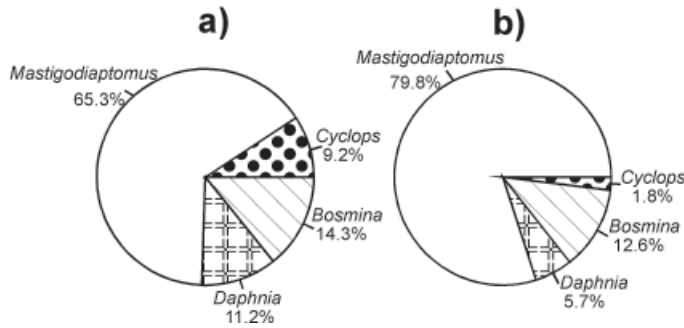 a)
Mastigodiaptomus
65.3%
Cyclops
9.2%
Bosmina
14.3%
Daphnia
11.2%
b)
Mastigodiaptomus
79.8%
Cyclops
1.8%
Bosmina
12.6%
Daphnia
5.7%